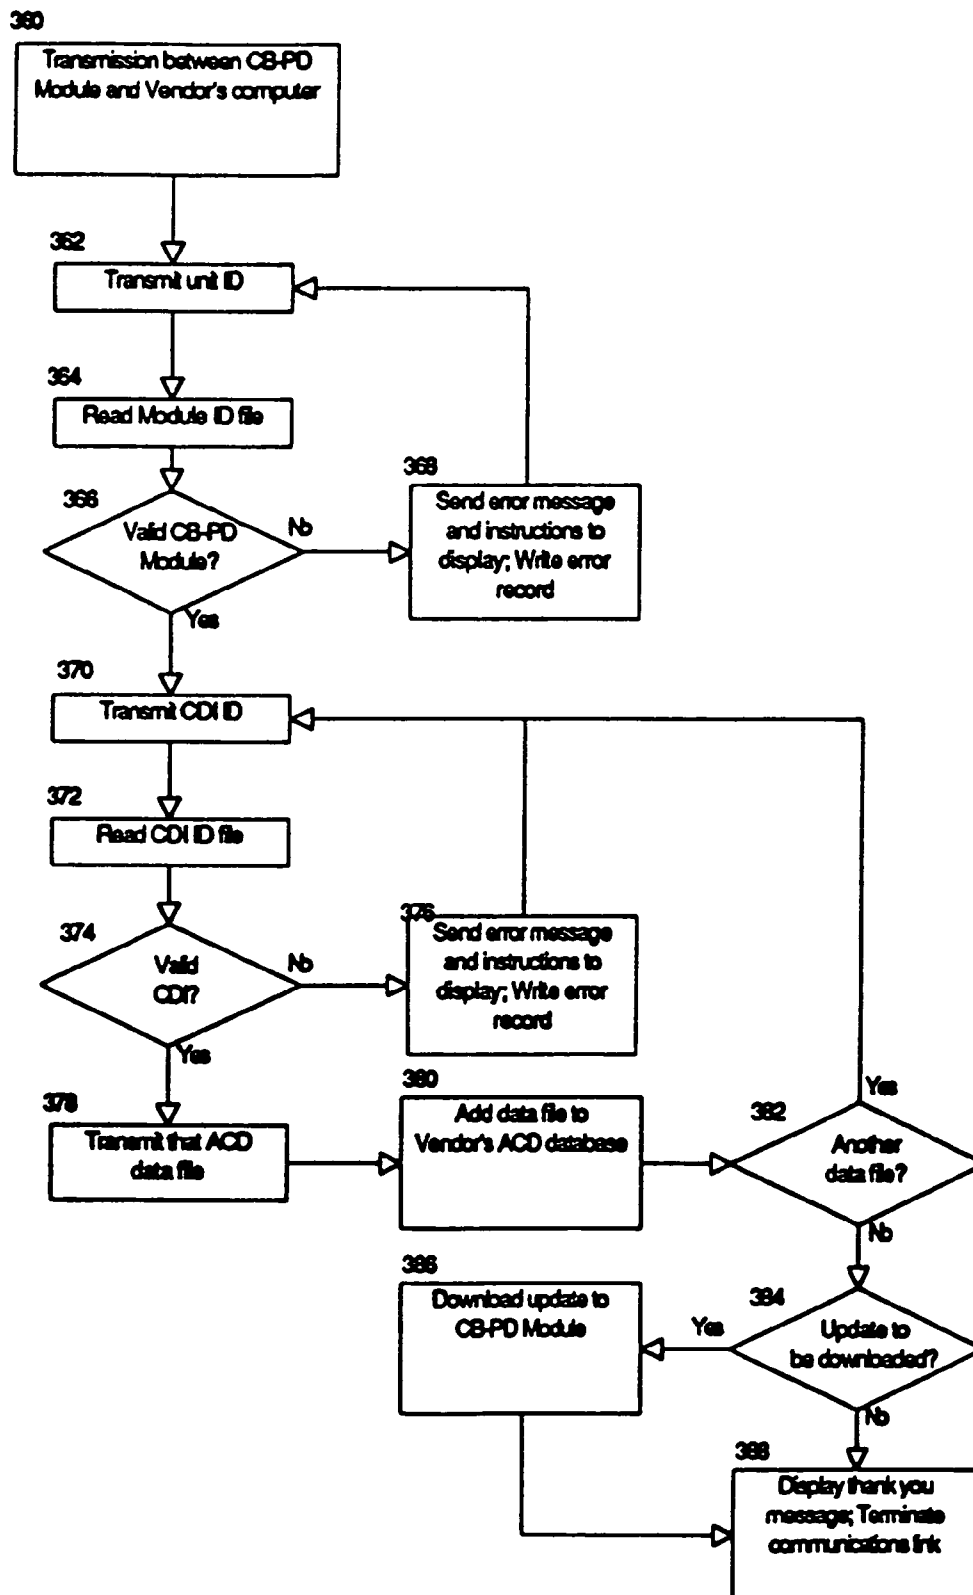 360
Transmission between CB-PD
Module and Vendor's computer
362
Transmit unit ID
364
Read Module ID file
366
Valid CB-PD
Module?
No
Yes
368
Send error message
and instructions to
display; Write error
record
370
Transmit CDI ID
372
Read CDI ID file
374
Valid
CDI?
No
Yes
376
Send error message
and instructions to
display; Write error
record
378
Transmit that ACD
data file
380
Add data file to
Vendor's ACD database
382
Another
data file?
Yes
No
384
Update to
be downloaded?
Yes
No
386
Download update to
CB-PD Module
388
Display thank you
message; Terminate
communications link